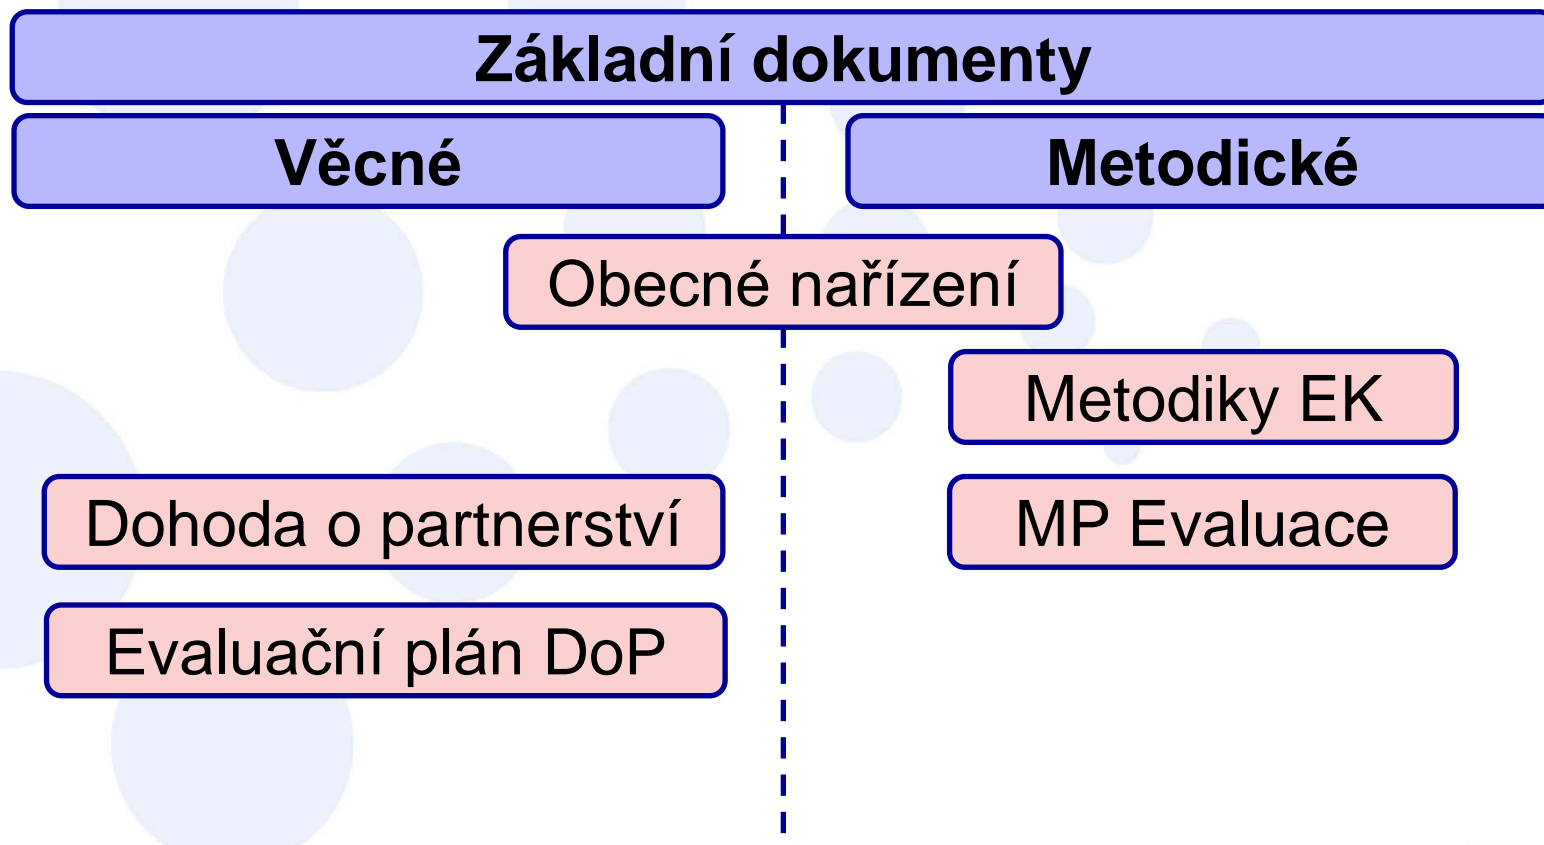 Základní dokumenty
Věcné
Metodické
Obecné nařízení
Metodiky EK
Dohoda o partnerství
MP Evaluace
Evaluační plán DoP